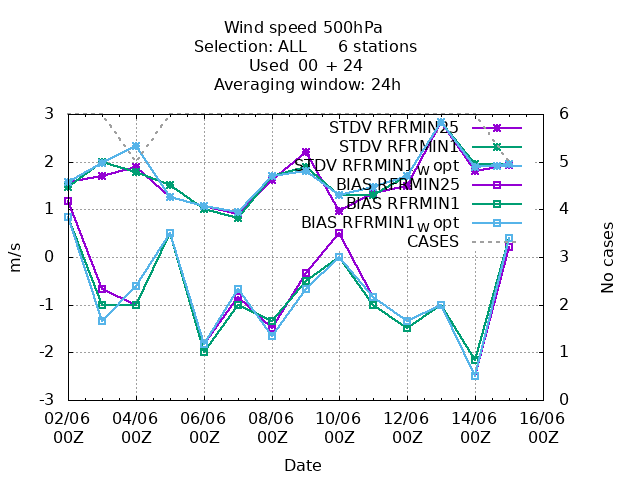 Wind speed 500hPa
Selection: ALL 6 stations
Used 00 + 24
Averaging window: 24h
3 6
STDV RFRMIN25
STDV RFRMIN1
2 5
STDV RFRMIN1w opt
BIAS RFRMIN25
1 4
BIAS RFRMIN1
BIAS RFRMIN1w opt
CASES
0 3
m/s
No cases
-1 2
-2 1
-3 0
02/06 04/06 06/06 08/06 10/06 12/06 14/06 16/06
00Z 00Z 00Z 00Z 00Z 00Z 00Z 00Z
Date